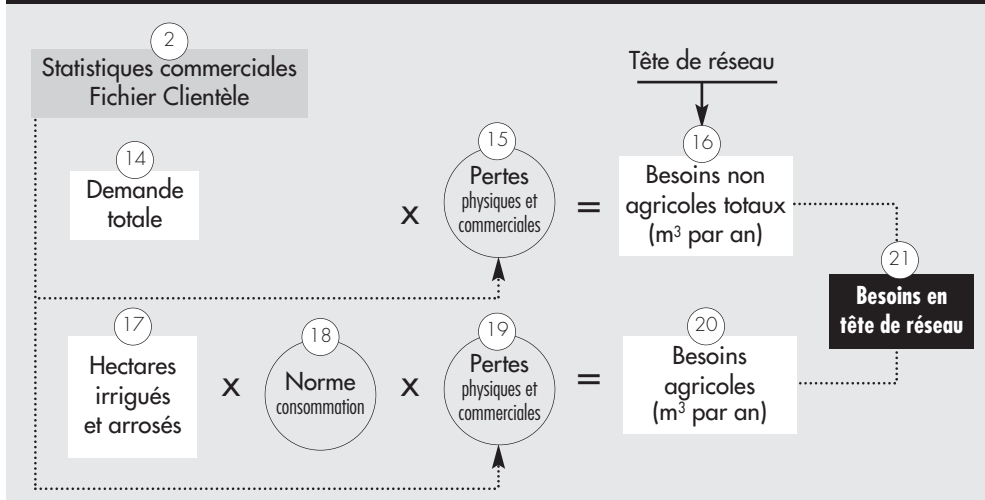 2
Statistiques commerciales
Fichier Clientèle
Tête de réseau
14
Demande
totale
x
15
Pertes
physiques et
commerciales
=
16
Besoins non
agricoles totaux
(m³ par an)
21
Besoins en
tête de réseau
17
Hectares
irrigués
et arrosés
x
18
Norme
consommation
x
19
Pertes
physiques et
commerciales
=
20
Besoins
agricoles
(m³ par an)